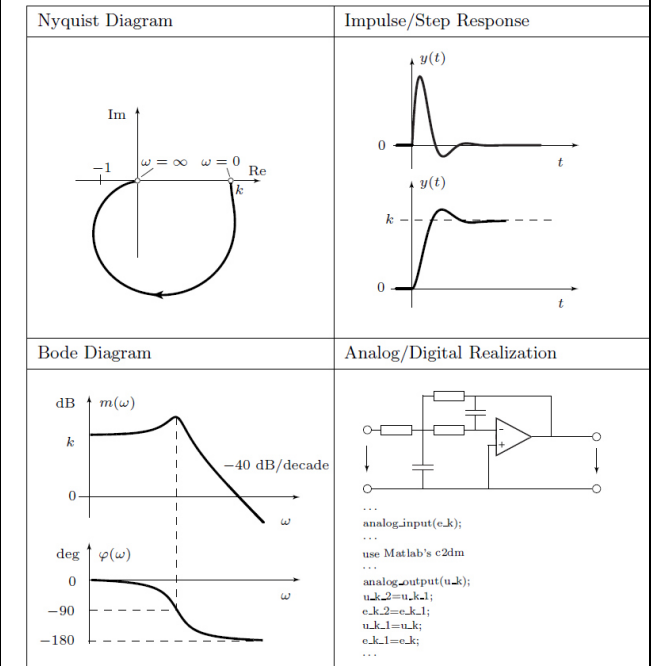 Nyquist Diagram
Im
−1
ω = ∞
ω = 0
Re
k
Impulse/Step Response
y(t)
0
t
y(t)
k
0
t
Bode Diagram
dB
m(ω)
k
−40 dB/decade
0
ω
deg
φ(ω)
0
ω
−90
−180
Analog/Digital Realization
-
+
...
analog_input(e_k);
...
use Matlab's c2dm
...
analog_output(u_k);
u_k_2=u_k_1;
e_k_2=e_k_1;
u_k_1=u_k;
e_k_1=e_k;
...